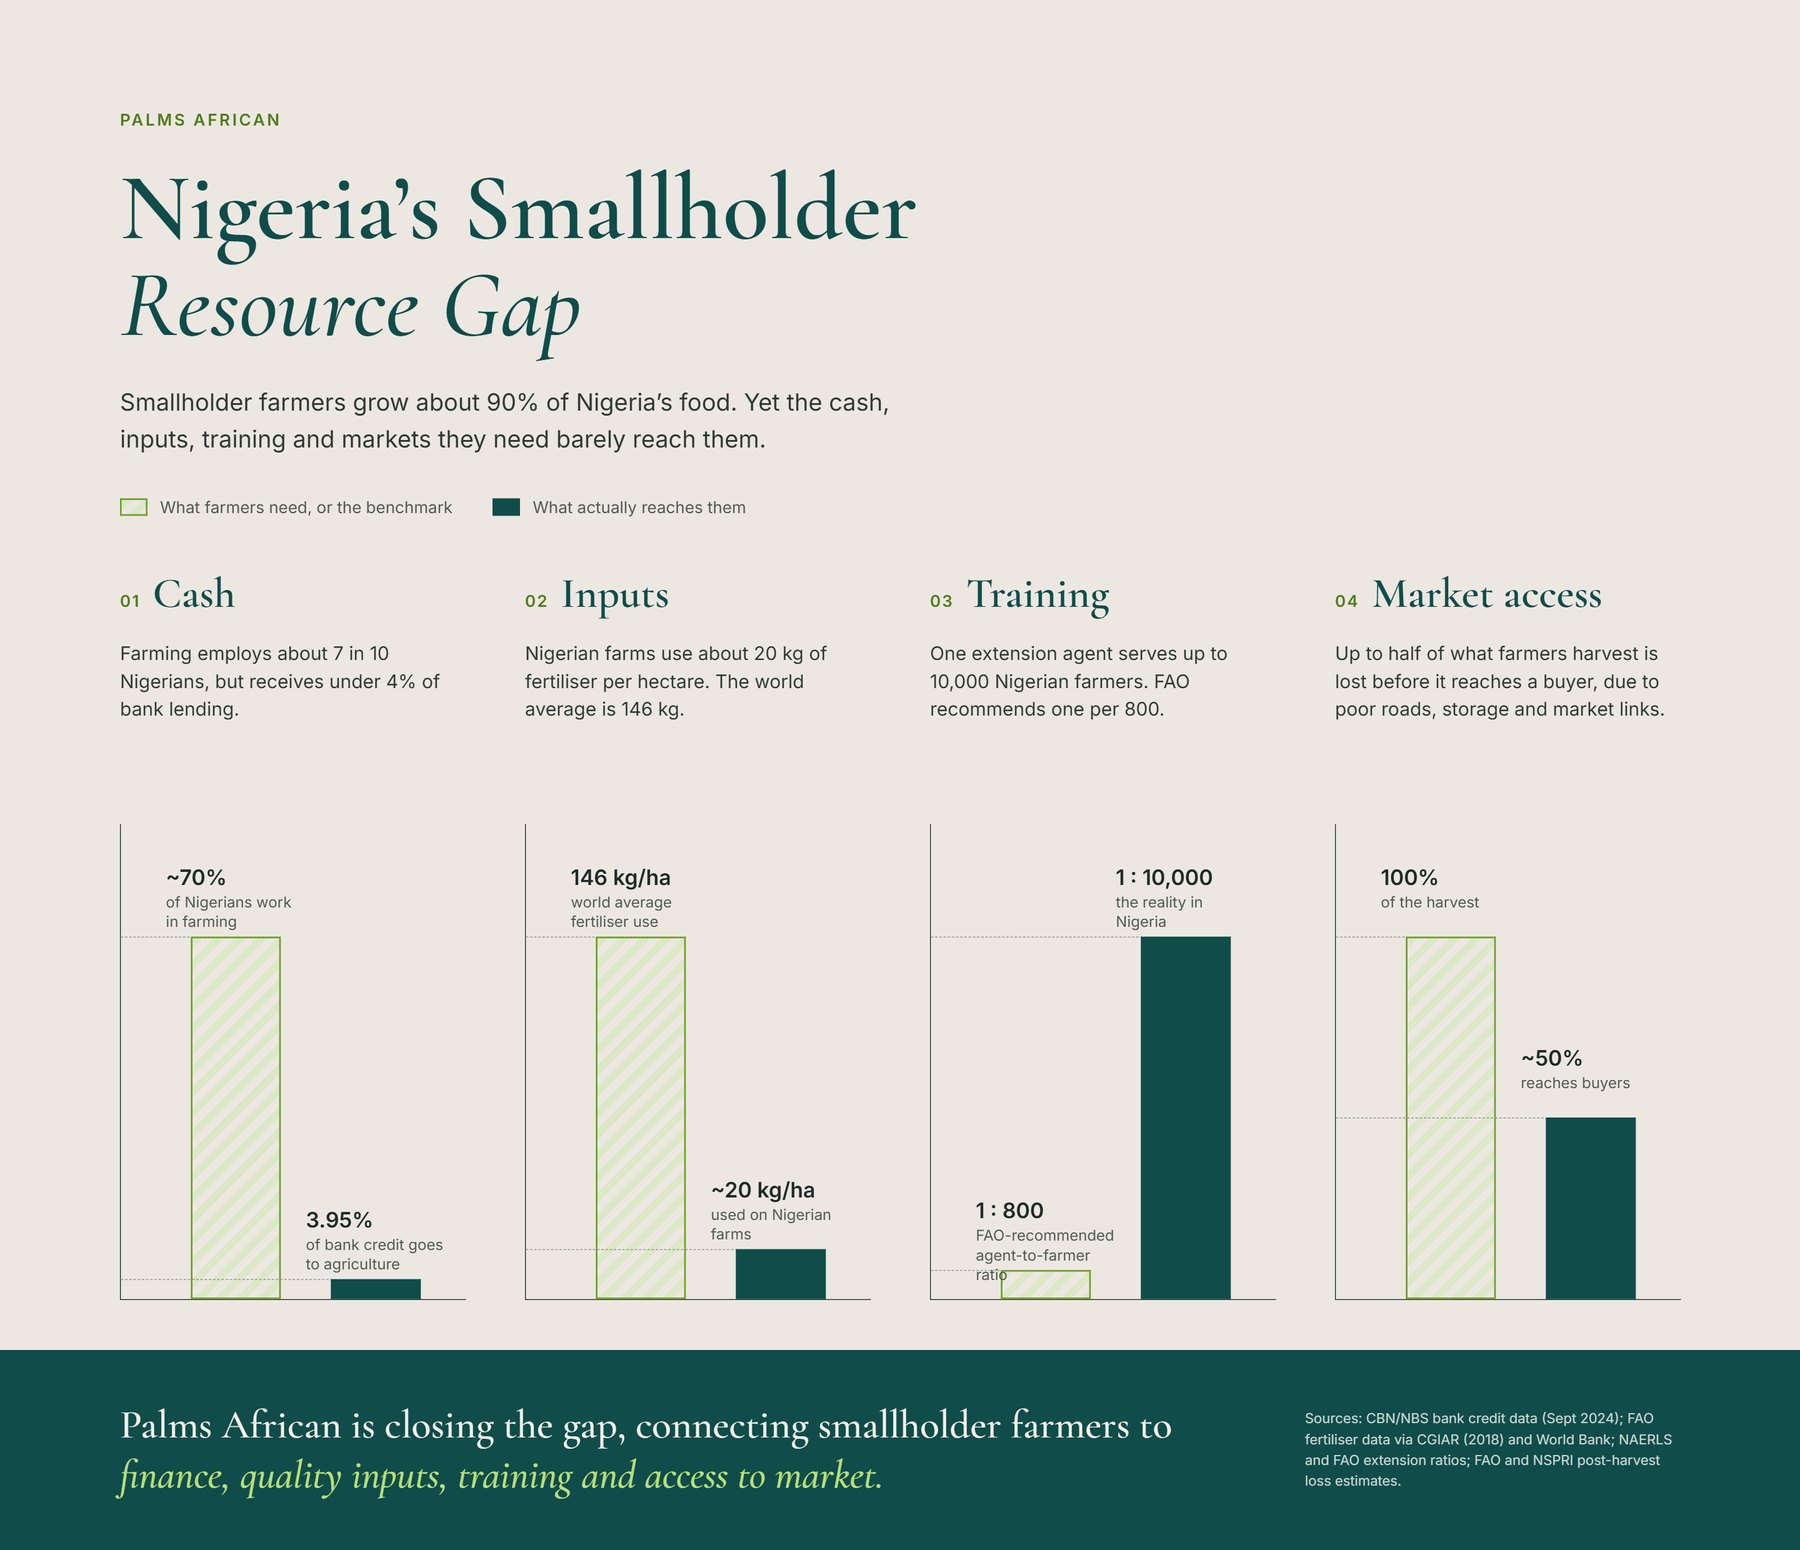 PALMS AFRICAN
Nigeria’s Smallholder
Resource Gap
Smallholder farmers grow about 90% of Nigeria’s food. Yet the cash,
inputs, training and markets they need barely reach them.
What farmers need, or the benchmark
What actually reaches them
01 Cash
Farming employs about 7 in 10
Nigerians, but receives under 4% of
bank lending.
~70%
of Nigerians work
in farming
3.95%
of bank credit goes
to agriculture
02 Inputs
Nigerian farms use about 20 kg of
fertiliser per hectare. The world
average is 146 kg.
146 kg/ha
world average
fertiliser use
~20 kg/ha
used on Nigerian
farms
03 Training
One extension agent serves up to
10,000 Nigerian farmers. FAO
recommends one per 800.
1 : 10,000
the reality in
Nigeria
1 : 800
FAO-recommended
agent-to-farmer
ratio
04 Market access
Up to half of what farmers harvest is
lost before it reaches a buyer, due to
poor roads, storage and market links.
100%
of the harvest
~50%
reaches buyers
Palms African is closing the gap, connecting smallholder farmers to
finance, quality inputs, training and access to market.
Sources: CBN/NBS bank credit data (Sept 2024); FAO
fertiliser data via CGIAR (2018) and World Bank; NAERLS
and FAO extension ratios; FAO and NSPRI post-harvest
loss estimates.